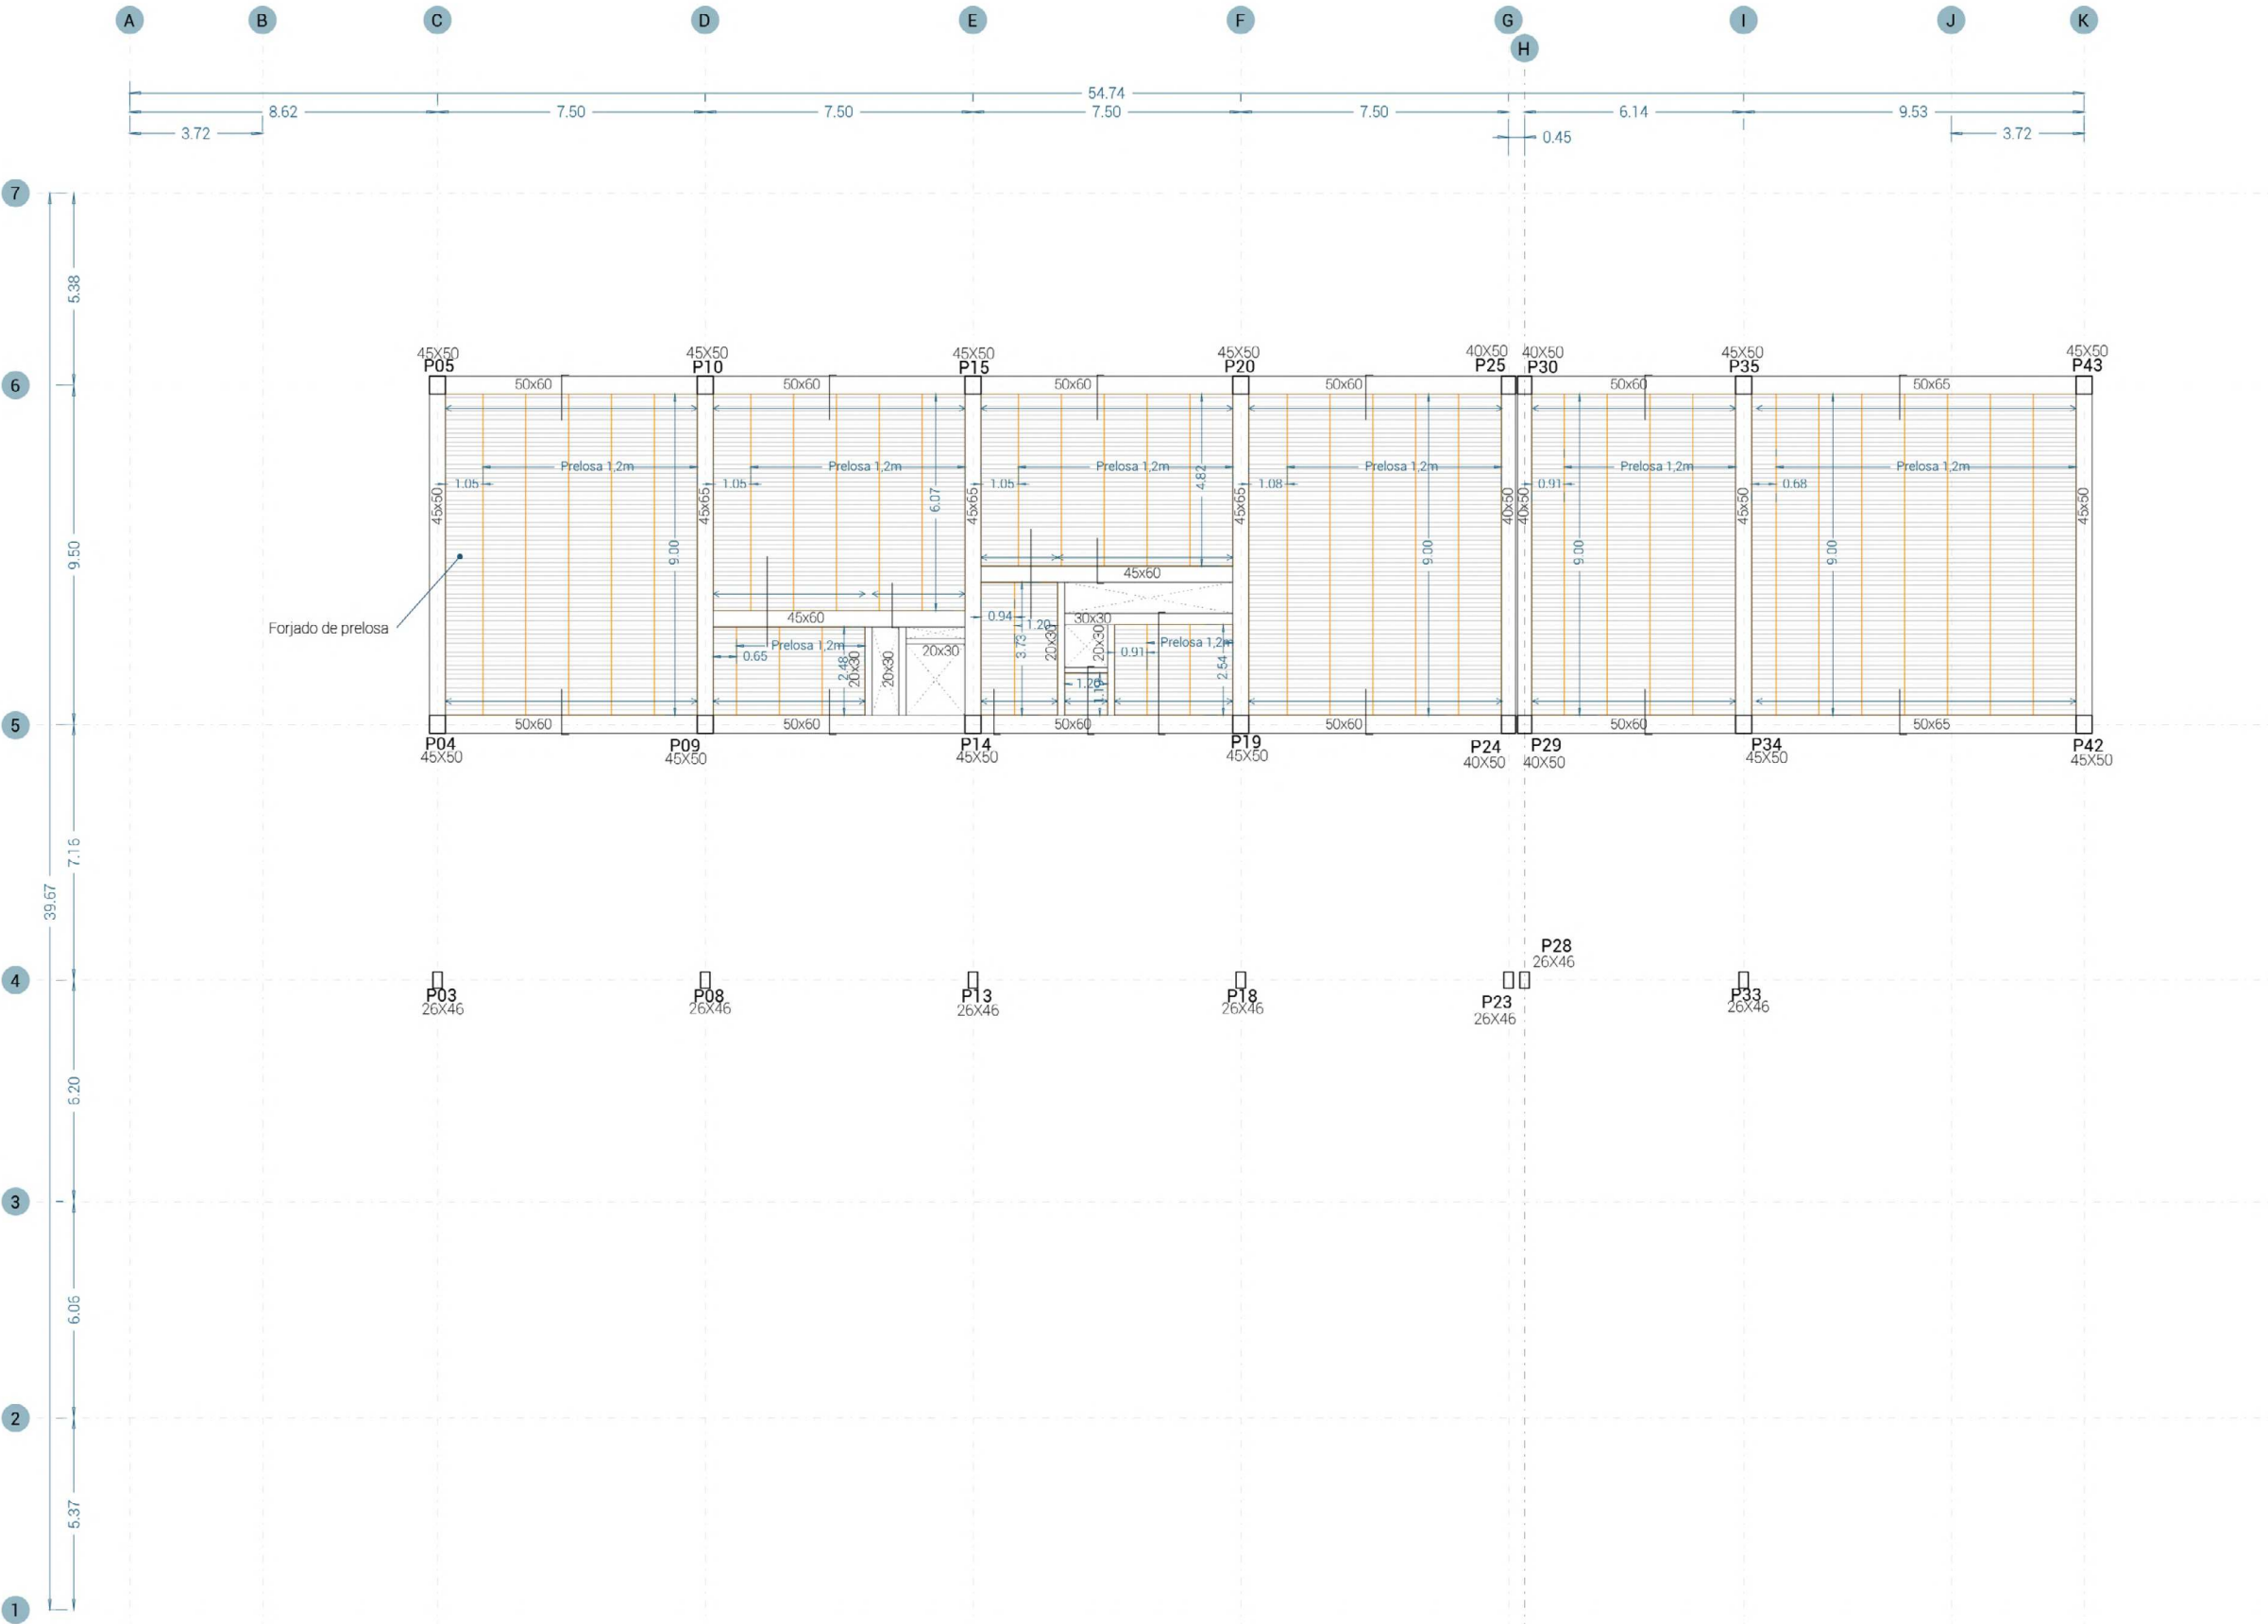 A B C D E F G I J K
H
54.74
8.62 7.50 7.50 7.50 7.50 6.14 9.53
3.72 0.45 3.72
7
5.38
45X50 45X50 45X50 45X50 40X50 40X50 45X50 45X50
P05 P10 P15 P20 P25 P30 P35 P43
6
50x60 50x60 50x60 50x60 50x60 50x65
Prelosa 1,2m Prelosa 1,2m Prelosa 1,2m Prelosa 1,2m Prelosa 1,2m Prelosa 1,2m
1.05 1.05 1.05 1.08 0.91 0.68
4.82
6.07
45x50 45x65 45x65 45x65 40x50 40x50 45x50 45x50
9.50
9.00 9.00 9.00 9.00
45x60
45x60
Forjado de prelosa
0.94 1.20 30x30
3.73
Prelosa 1,2m Prelosa 1,2m
0.65 20x30 0.91
2.48 20x30 20x30 20x30 20x30 2.54
1.20
1.19
5
50x60 50x60 50x60 50x60 50x60 50x65
P04 P09 P14 P19 P24 P29 P34 P42
45X50 45X50 45X50 45X50 40X50 40X50 45X50 45X50
7.15
39.67
P28
26X46
4
P03 P08 P13 P18 P23 P33
26X46 26X46 26X46 26X46 26X46 26X46
6.20
3
6.06
2
5.37
1